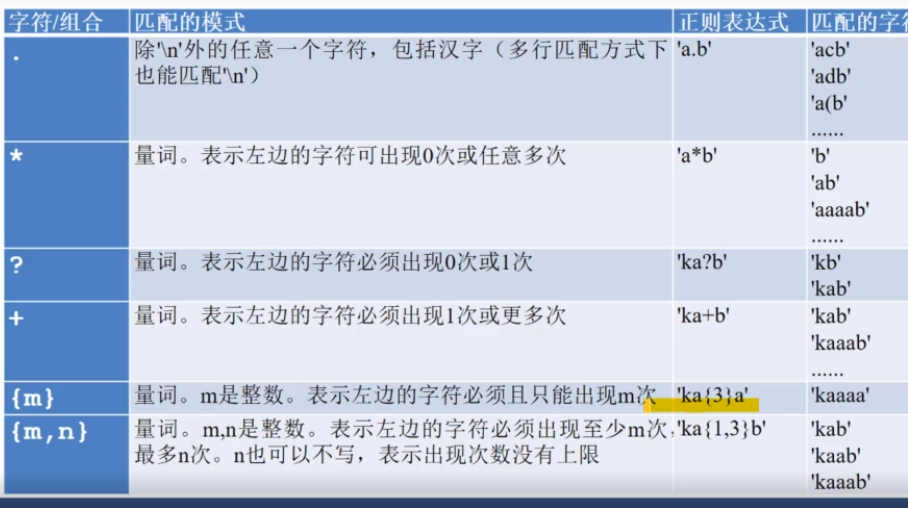 字符/组合 匹配的模式 正则表达式 匹配的字
. 除'\n'外的任意一个字符，包括汉字（多行匹配方式下 'a.b' 'acb'
也能匹配'\n'） 'adb'
'a(b'
......
* 量词。表示左边的字符可出现0次或任意多次 'a*b' 'b'
'ab'
'aaaab'
......
? 量词。表示左边的字符必须出现0次或1次 'ka?b' 'kb'
'kab'
+ 量词。表示左边的字符必须出现1次或更多次 'ka+b' 'kab'
'kaaab'
......
{m} 量词。m是整数。表示左边的字符必须且只能出现m次 'ka{3}a' 'kaaaa'
{m,n} 量词。m,n是整数。表示左边的字符必须出现至少m次， 'ka{1,3}b' 'kab'
最多n次。n也可以不写，表示出现次数没有上限 'kaab'
'kaaab'